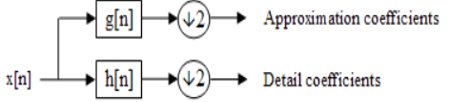 g[n] ↓2 Approximation coefficients
x[n]
h[n] ↓2 Detail coefficients